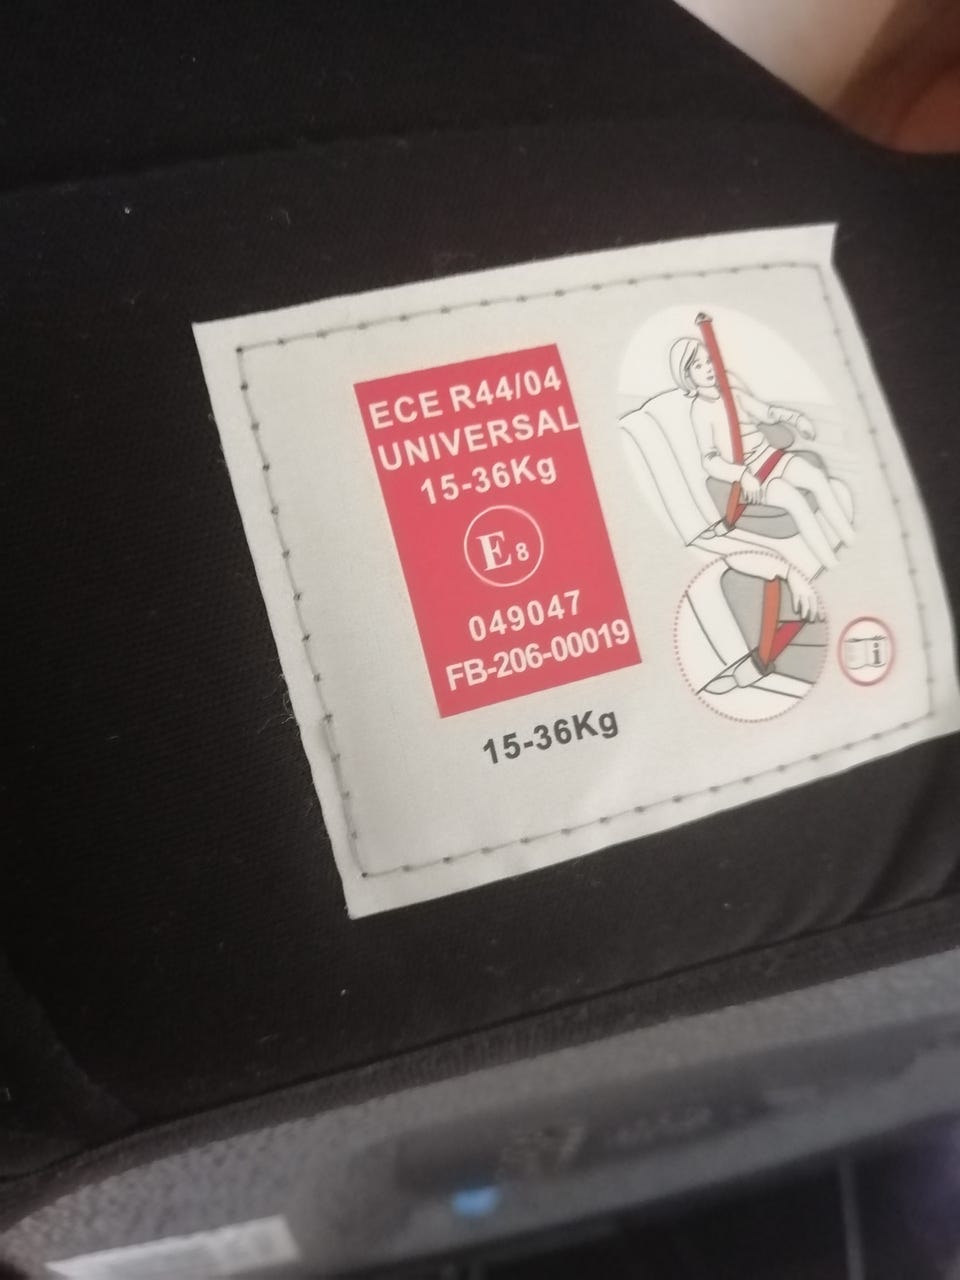 ECE R44/04
UNIVERSAL
15-36Kg
E8
049047
FB-206-00019
15-36Kg